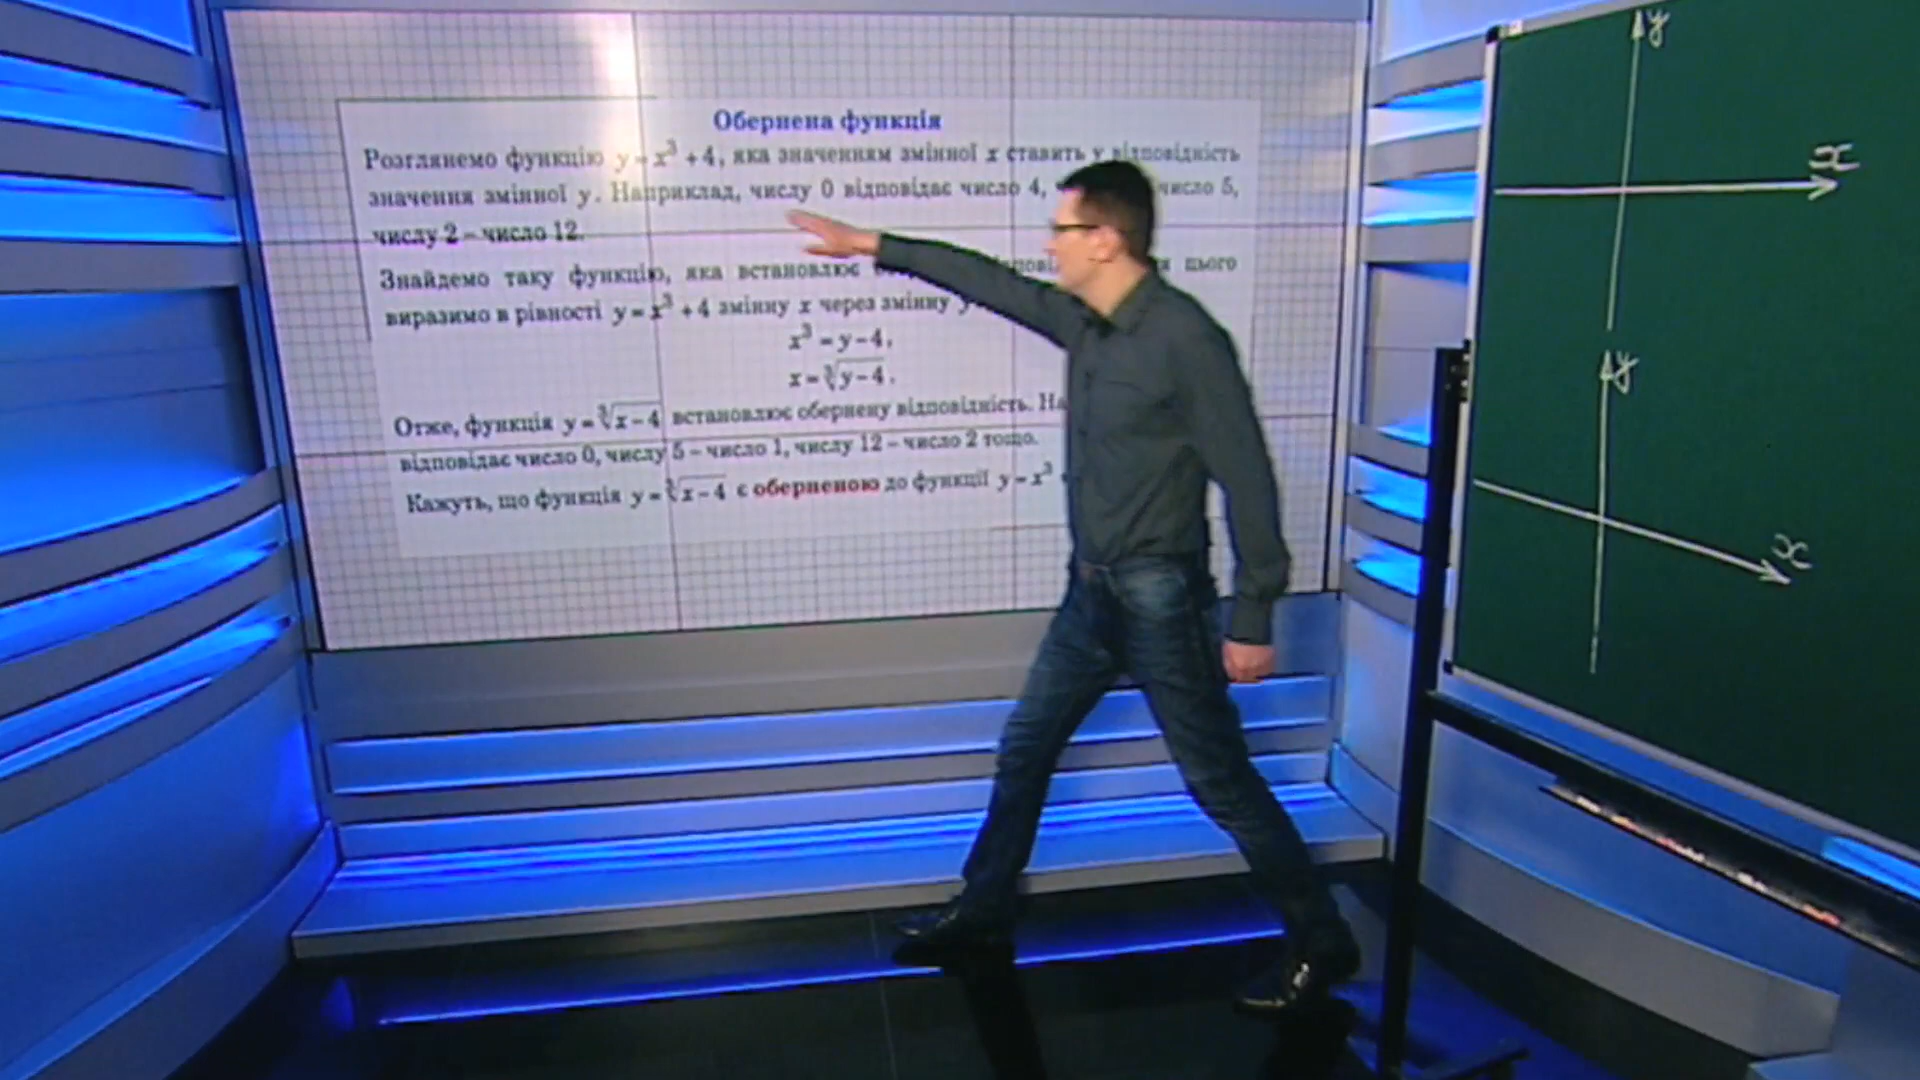 Обернена функція
Розглянемо функцію y = x³ + 4, яка значенням змінної x ставить у відповідність
значення змінної y. Наприклад, числу 0 відповідає число 4, число 5,
числу 2 – число 12.
Знайдемо таку функцію, яка встановлює цього
виразимо в рівності y = x³ + 4 змінну x через змінну y
x³ = y – 4,
x = ∛(y – 4).
Отже, функція y = ∛(x – 4) встановлює обернену відповідність.
відповідає число 0, числу 5 – число 1, числу 12 – число 2 тощо.
Кажуть, що функція y = ∛(x – 4) є оберненою до функції y = x³
y
x
y
x